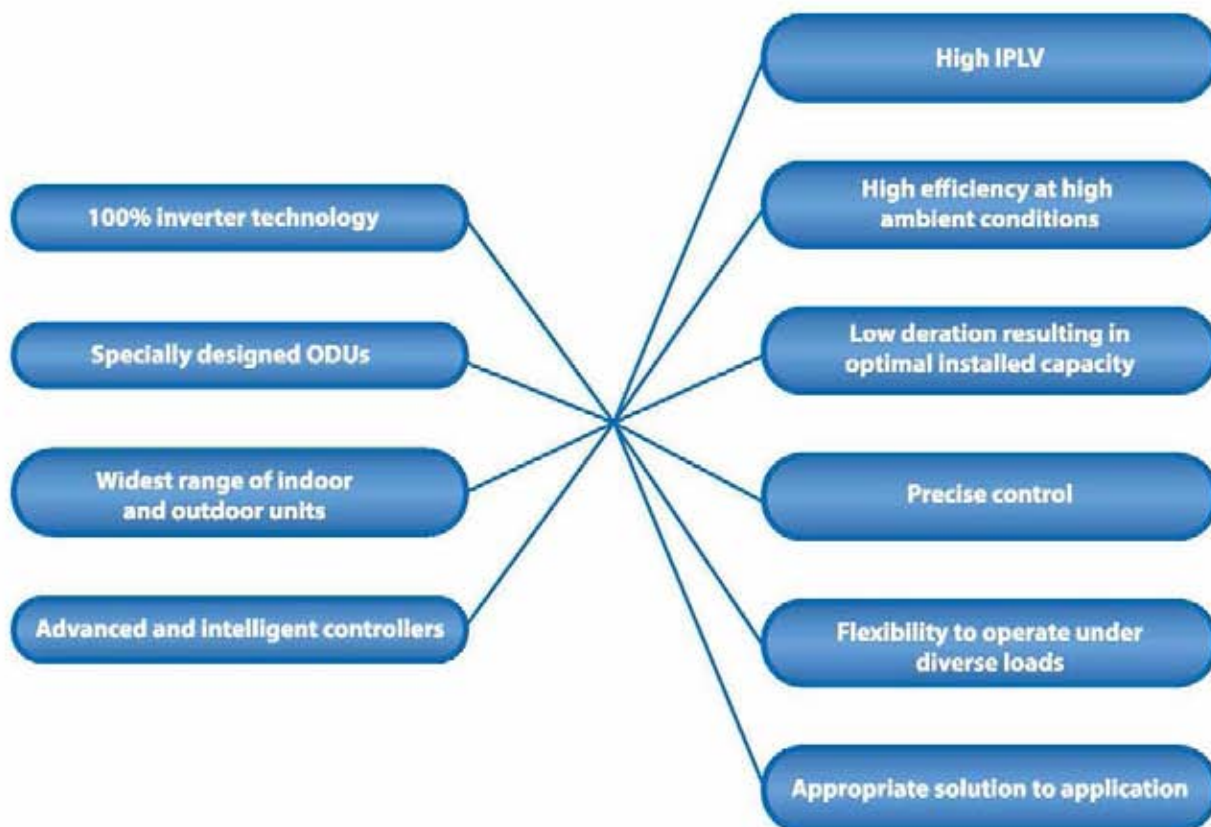 100% inverter technology
Specially designed ODUs
Widest range of indoor
and outdoor units
Advanced and intelligent controllers
High IPLV
High efficiency at high
ambient conditions
Low deration resulting in
optimal installed capacity
Precise control
Flexibility to operate under
diverse loads
Appropriate solution to application